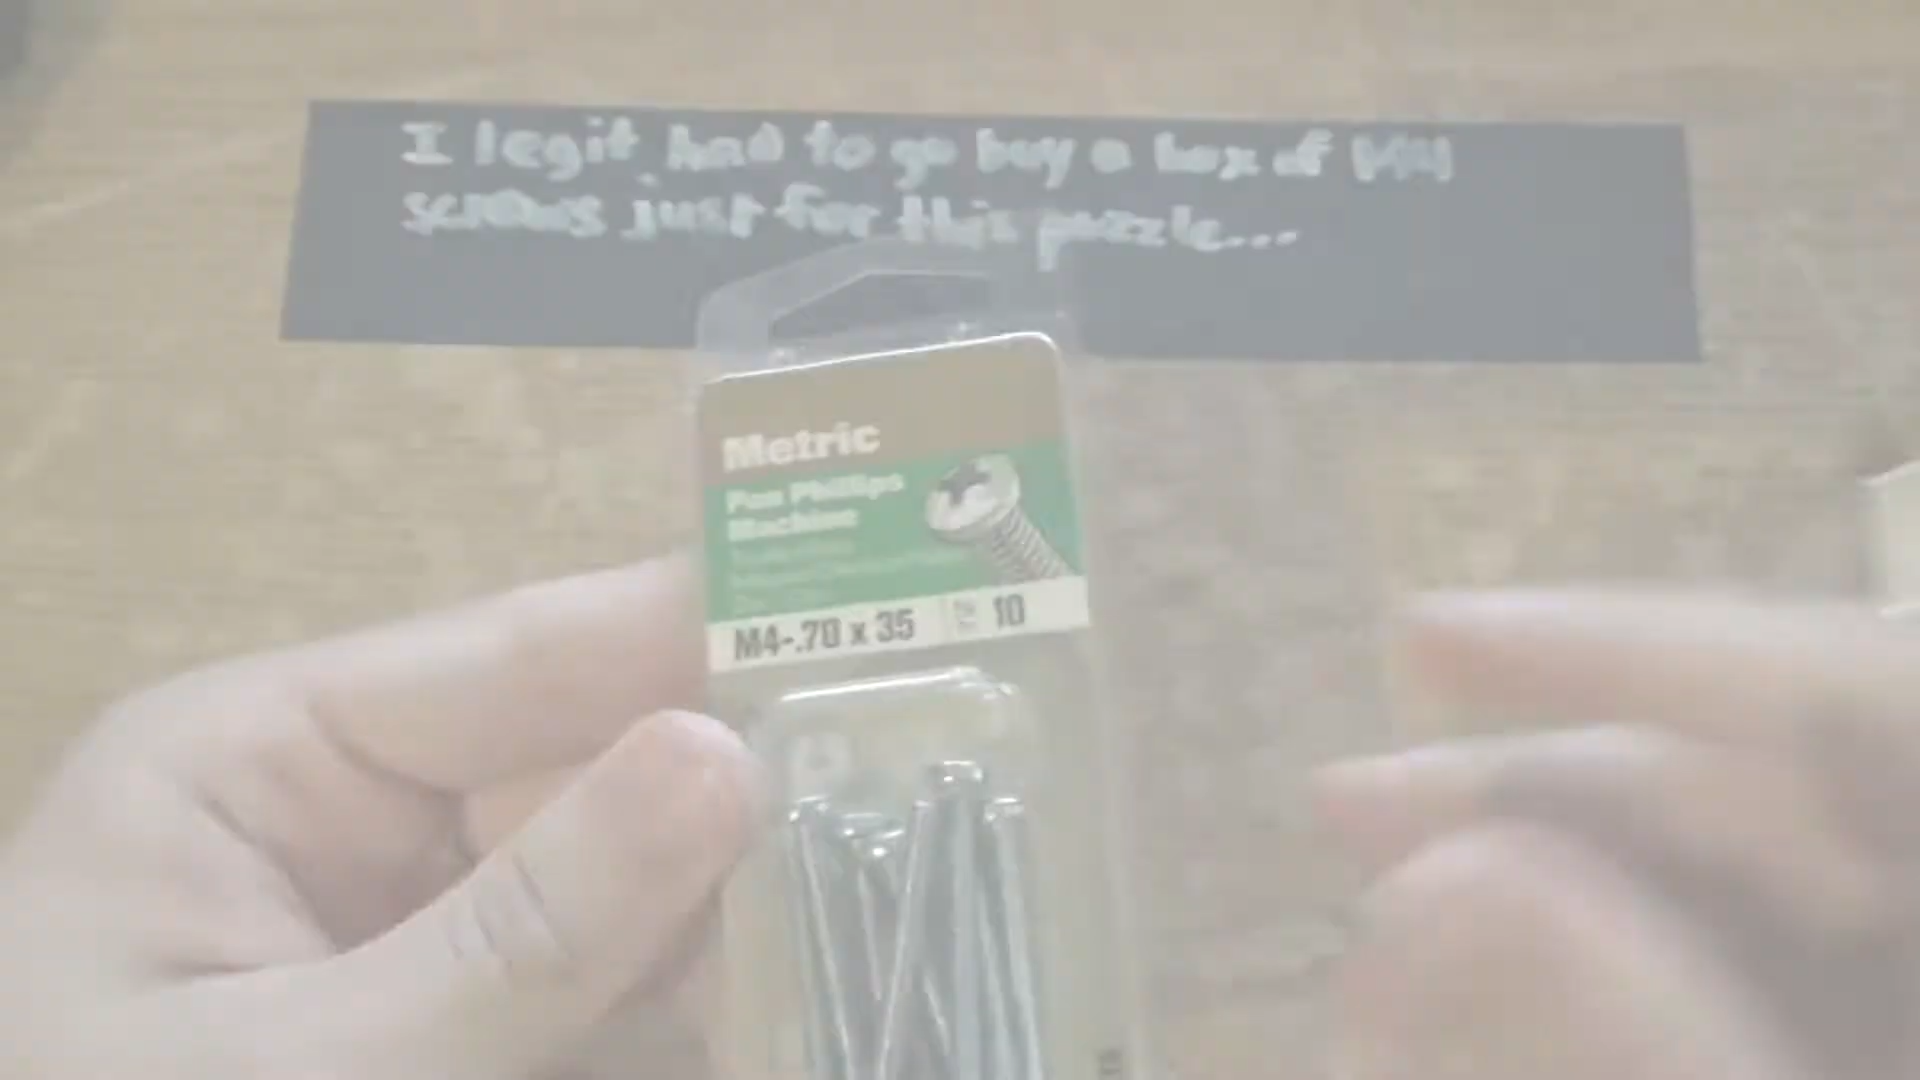 I legit had to go buy a box of M4
screws just for this puzzle...
Metric
Pan Phillips
Machine
M4-.70 x 35
10